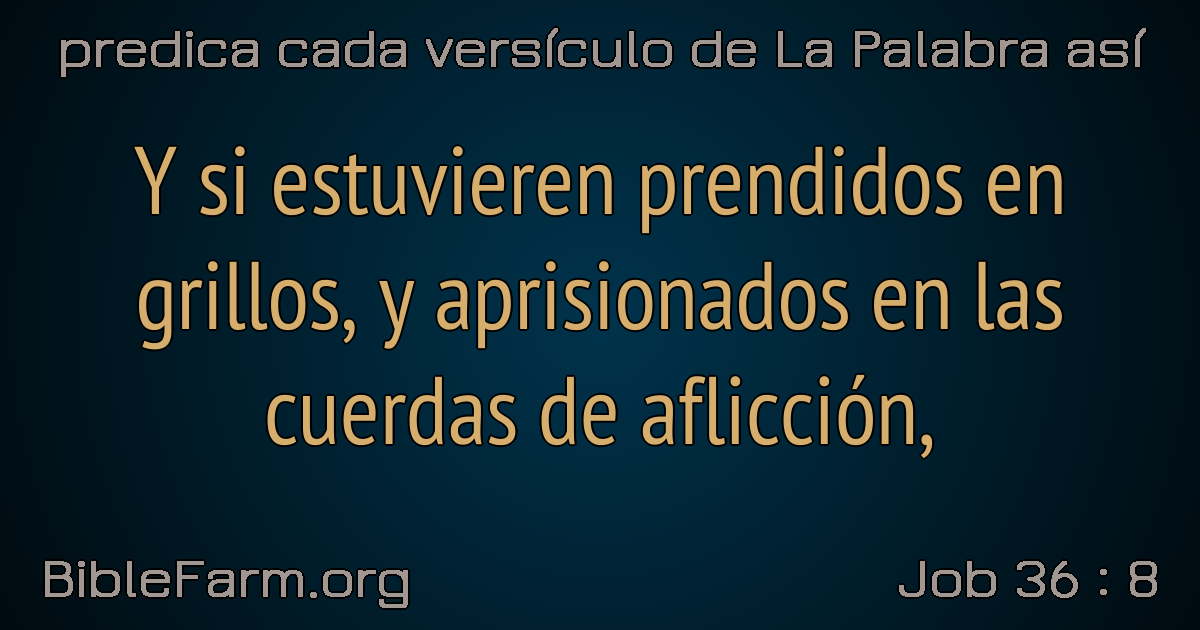 predica cada versículo de La Palabra así
Y si estuvieren prendidos en
grillos, y aprisionados en las
cuerdas de aflicción,
BibleFarm.org
Job 36 : 8